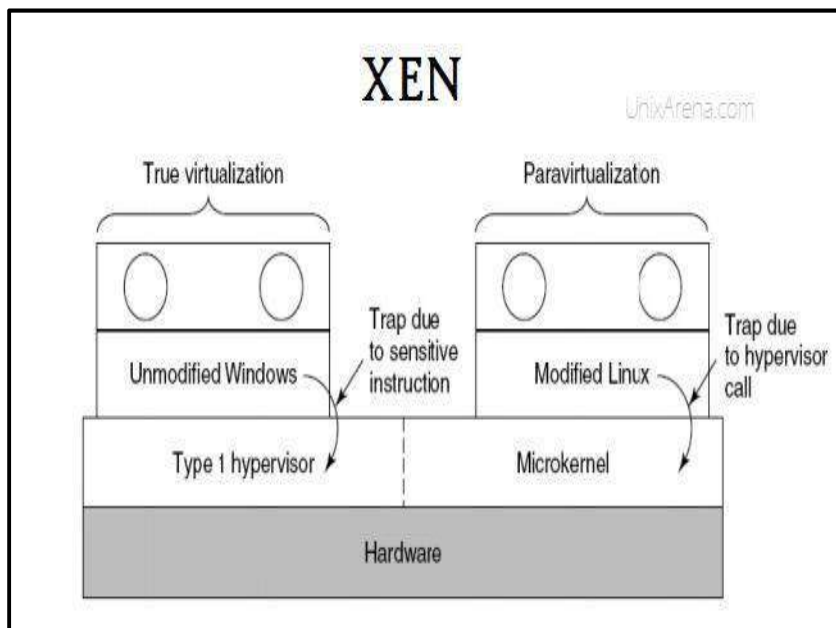 XEN
UnixArena.com
True virtualization
Paravirtualization
Trap due
to sensitive
instruction
Trap due
to hypervisor
call
Unmodified Windows
Modified Linux
Type 1 hypervisor
Microkernel
Hardware